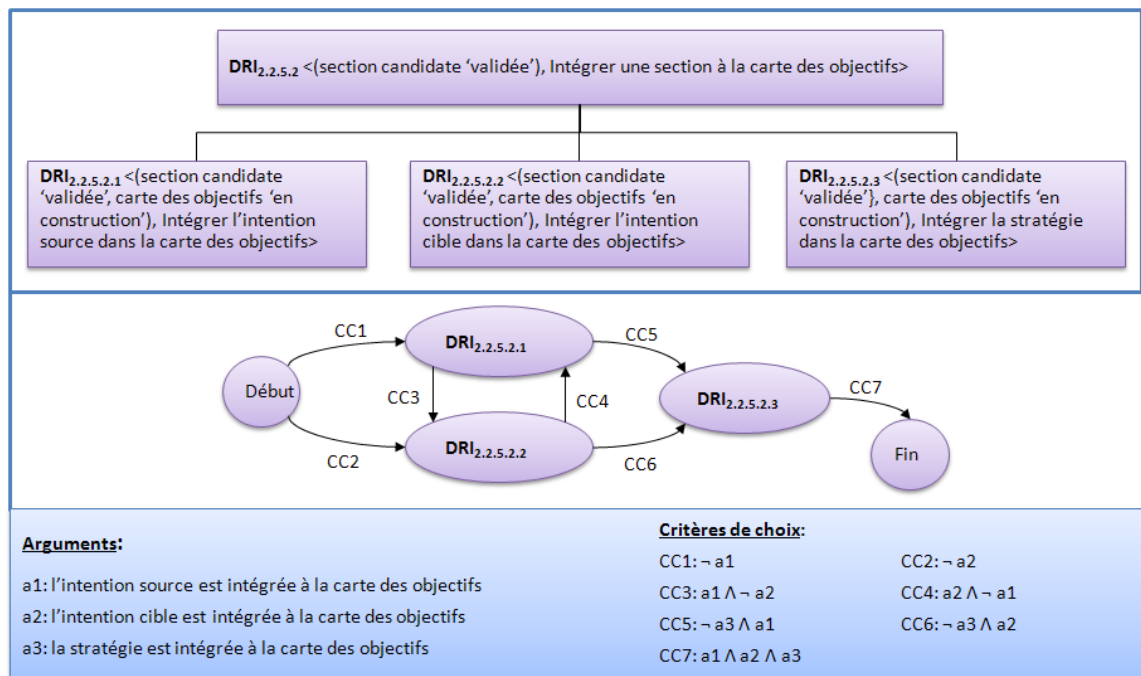 DRI2.2.5.2 <(section candidate ‘validée’), Intégrer une section à la carte des objectifs>
DRI2.2.5.2.1 <(section candidate
‘validée’, carte des objectifs ‘en
construction’), Intégrer l’intention
source dans la carte des objectifs>
DRI2.2.5.2.2 <(section candidate
‘validée’, carte des objectifs ‘en
construction’), Intégrer l’intention
cible dans la carte des objectifs>
DRI2.2.5.2.3 <(section candidate
‘validée’}, carte des objectifs ‘en
construction’), Intégrer la stratégie
dans la carte des objectifs>
CC1
DRI2.2.5.2.1
CC5
Début
CC3
CC4
DRI2.2.5.2.3
CC7
CC2
DRI2.2.5.2.2
CC6
Fin
Arguments:
a1: l’intention source est intégrée à la carte des objectifs
a2: l’intention cible est intégrée à la carte des objectifs
a3: la stratégie est intégrée à la carte des objectifs
Critères de choix:
CC1: ¬ a1
CC2: ¬ a2
CC3: a1 Λ ¬ a2
CC4: a2 Λ ¬ a1
CC5: ¬ a3 Λ a1
CC6: ¬ a3 Λ a2
CC7: a1 Λ a2 Λ a3